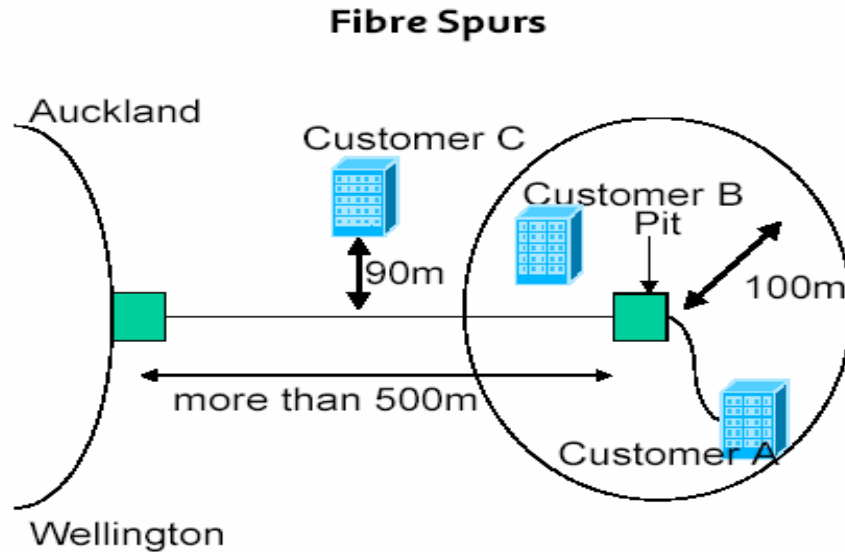 Fibre Spurs
Auckland
Customer C
Customer B
Pit
90m
100m
more than 500m
Customer A
Wellington